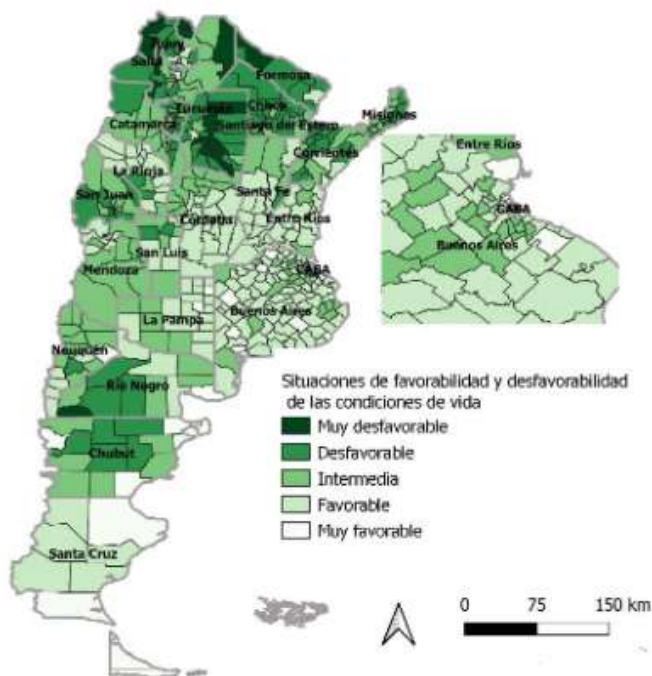 Jujuy
Salta
Formosa
Tucumán
Chaco
Misiones
Catamarca
Santiago del Estero
Corrientes
La Rioja
San Juan
Santa Fe
Córdoba
Entre Ríos
San Luis
Mendoza
CABA
Buenos Aires
La Pampa
Neuquén
Río Negro
Chubut
Santa Cruz
Entre Ríos
CABA
Buenos Aires
Situaciones de favorabilidad y desfavorabilidad
de las condiciones de vida
Muy desfavorable
Desfavorable
Intermedia
Favorable
Muy favorable
0 75 150 km